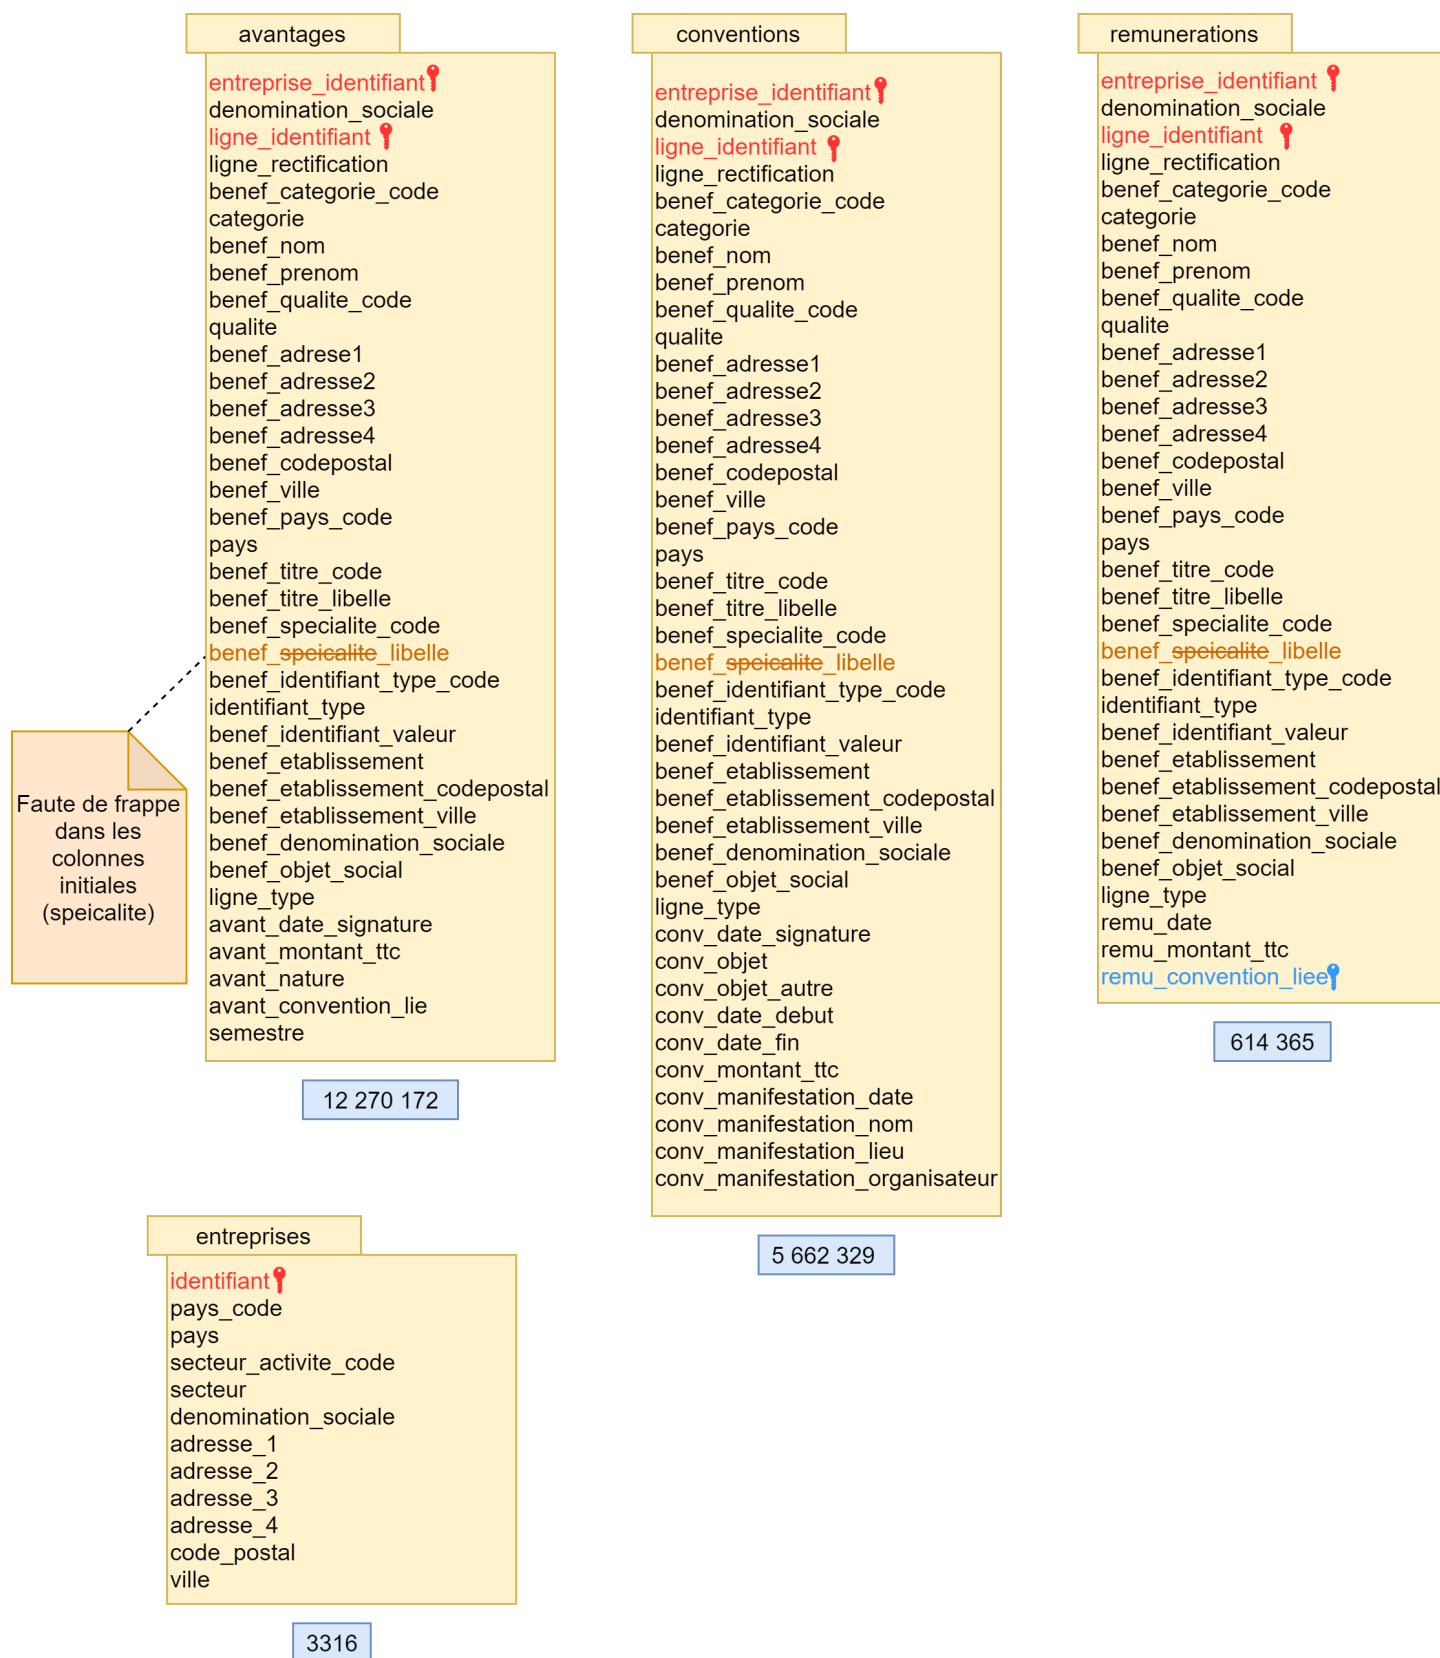 avantages
entreprise_identifiant
denomination_sociale
ligne_identifiant
ligne_rectification
benef_categorie_code
categorie
benef_nom
benef_prenom
benef_qualite_code
qualite
benef_adrese1
benef_adresse2
benef_adresse3
benef_adresse4
benef_codepostal
benef_ville
benef_pays_code
pays
benef_titre_code
benef_titre_libelle
benef_specialite_code
benef_speicalite_libelle
benef_identifiant_type_code
identifiant_type
benef_identifiant_valeur
benef_etablissement
benef_etablissement_codepostal
benef_etablissement_ville
benef_denomination_sociale
benef_objet_social
ligne_type
avant_date_signature
avant_montant_ttc
avant_nature
avant_convention_lie
semestre
12 270 172
Faute de frappe
dans les
colonnes
initiales
(speicalite)
conventions
entreprise_identifiant
denomination_sociale
ligne_identifiant
ligne_rectification
benef_categorie_code
categorie
benef_nom
benef_prenom
benef_qualite_code
qualite
benef_adresse1
benef_adresse2
benef_adresse3
benef_adresse4
benef_codepostal
benef_ville
benef_pays_code
pays
benef_titre_code
benef_titre_libelle
benef_specialite_code
benef_speicalite_libelle
benef_identifiant_type_code
identifiant_type
benef_identifiant_valeur
benef_etablissement
benef_etablissement_codepostal
benef_etablissement_ville
benef_denomination_sociale
benef_objet_social
ligne_type
conv_date_signature
conv_objet
conv_objet_autre
conv_date_debut
conv_date_fin
conv_montant_ttc
conv_manifestation_date
conv_manifestation_nom
conv_manifestation_lieu
conv_manifestation_organisateur
5 662 329
remunerations
entreprise_identifiant
denomination_sociale
ligne_identifiant
ligne_rectification
benef_categorie_code
categorie
benef_nom
benef_prenom
benef_qualite_code
qualite
benef_adresse1
benef_adresse2
benef_adresse3
benef_adresse4
benef_codepostal
benef_ville
benef_pays_code
pays
benef_titre_code
benef_titre_libelle
benef_specialite_code
benef_speicalite_libelle
benef_identifiant_type_code
identifiant_type
benef_identifiant_valeur
benef_etablissement
benef_etablissement_codepostal
benef_etablissement_ville
benef_denomination_sociale
benef_objet_social
ligne_type
remu_date
remu_montant_ttc
remu_convention_liee
614 365
entreprises
identifiant
pays_code
pays
secteur_activite_code
secteur
denomination_sociale
adresse_1
adresse_2
adresse_3
adresse_4
code_postal
ville
3316